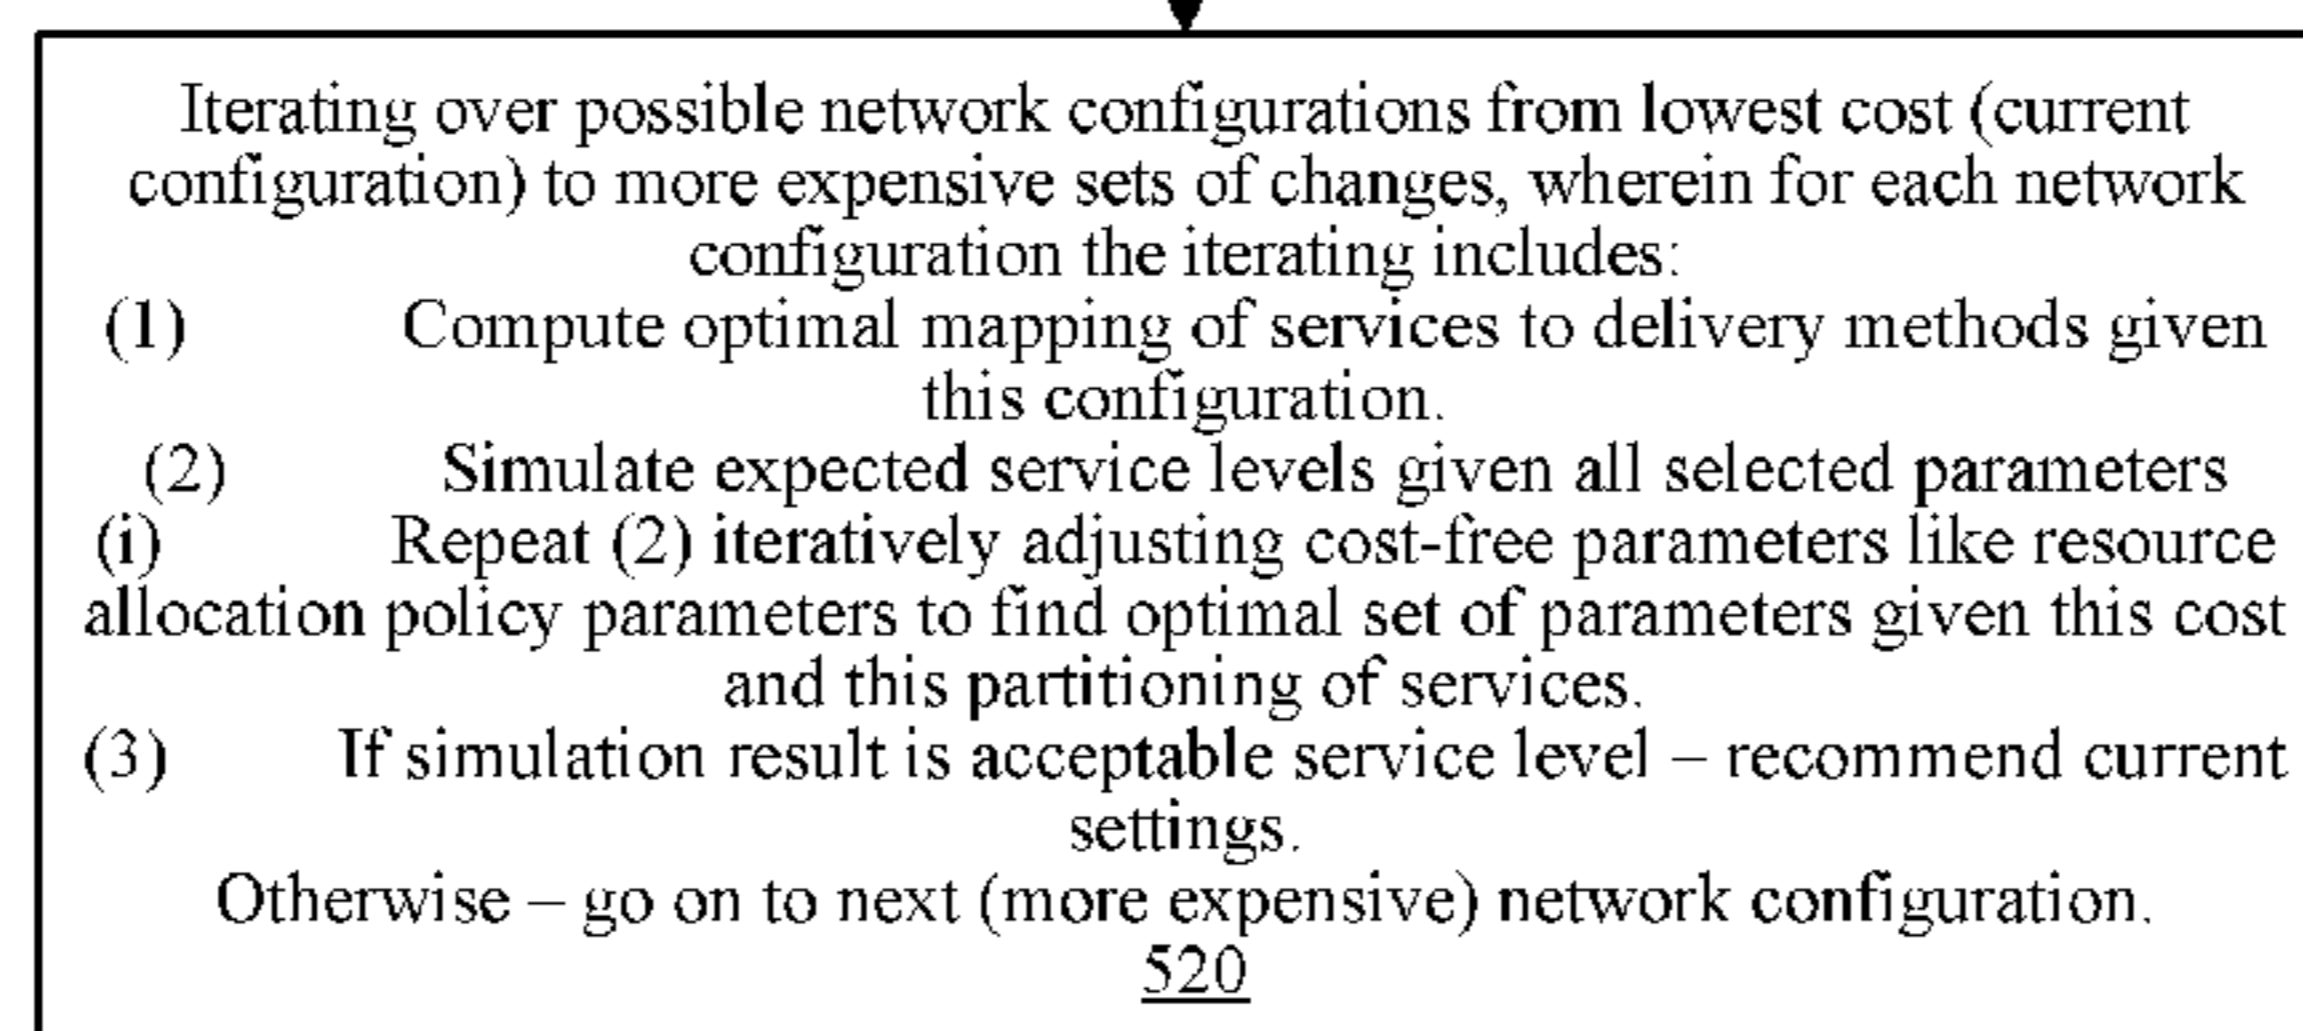 Iterating over possible network configurations from lowest cost (current
configuration) to more expensive sets of changes, wherein for each network
configuration the iterating includes:
(1) Compute optimal mapping of services to delivery methods given
this configuration.
(2) Simulate expected service levels given all selected parameters
(i) Repeat (2) iteratively adjusting cost-free parameters like resource
allocation policy parameters to find optimal set of parameters given this cost
and this partitioning of services.
(3) If simulation result is acceptable service level – recommend current
settings.
Otherwise – go on to next (more expensive) network configuration.
520